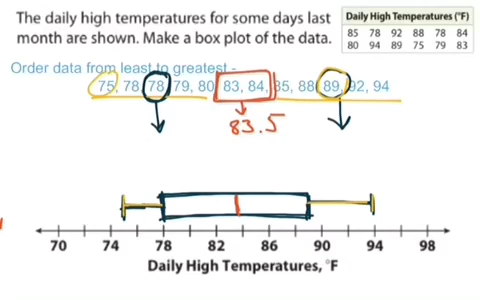 The daily high temperatures for some days last
month are shown. Make a box plot of the data.
Daily High Temperatures (°F)
85 78 92 88 78 84
80 94 89 75 79 83
Order data from least to greatest -
75, 78, 78, 79, 80, 83, 84, 85, 88, 89, 92, 94
83.5
70 74 78 82 86 90 94 98
Daily High Temperatures, °F